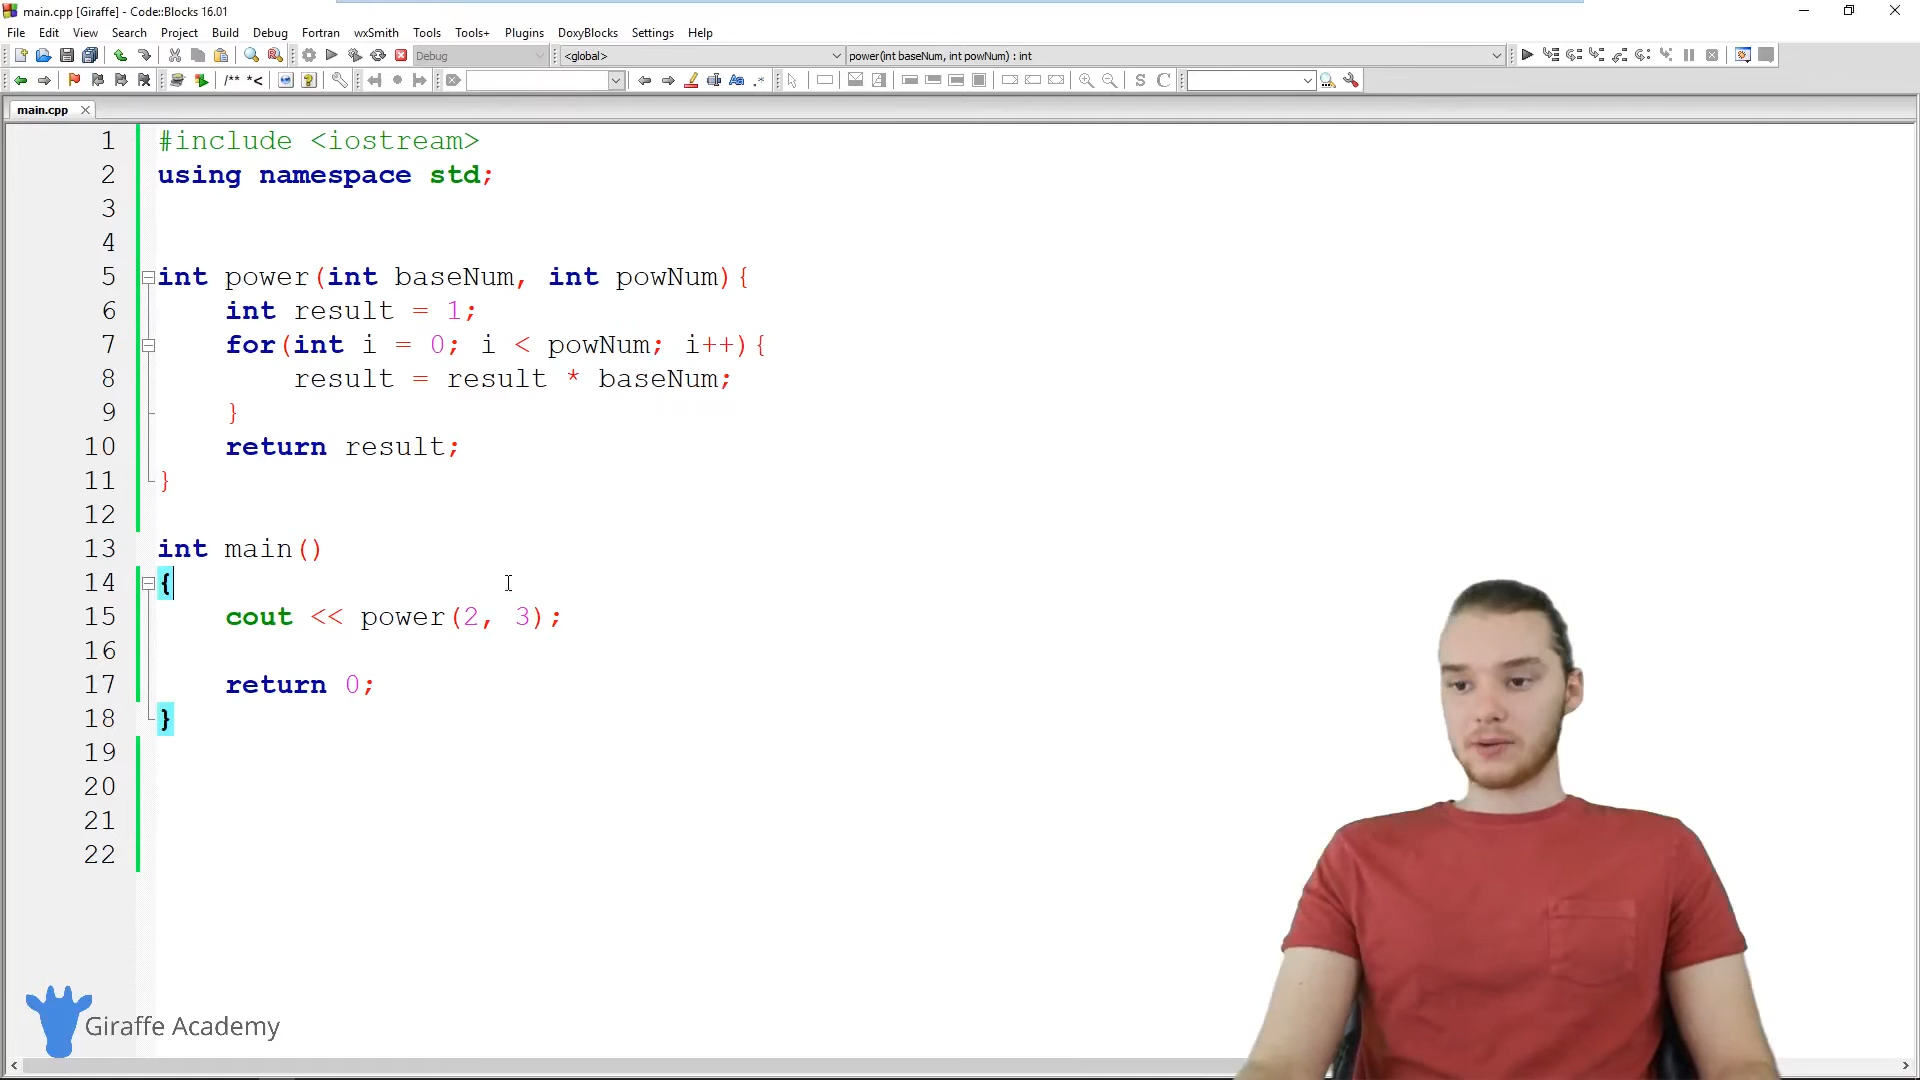 main.cpp [Giraffe] - Code::Blocks 16.01
File Edit View Search Project Build Debug Fortran wxSmith Tools Tools+ Plugins DoxyBlocks Settings Help
Debug <global> power(int baseNum, int powNum) : int
/** *< Aa .* S C
main.cpp
1 #include <iostream>
2 using namespace std;
3
4
5 int power(int baseNum, int powNum){
6 int result = 1;
7 for(int i = 0; i < powNum; i++){
8 result = result * baseNum;
9 }
10 return result;
11 }
12
13 int main()
14 {
15 cout << power(2, 3);
16
17 return 0;
18 }
19
20
21
22
Giraffe Academy